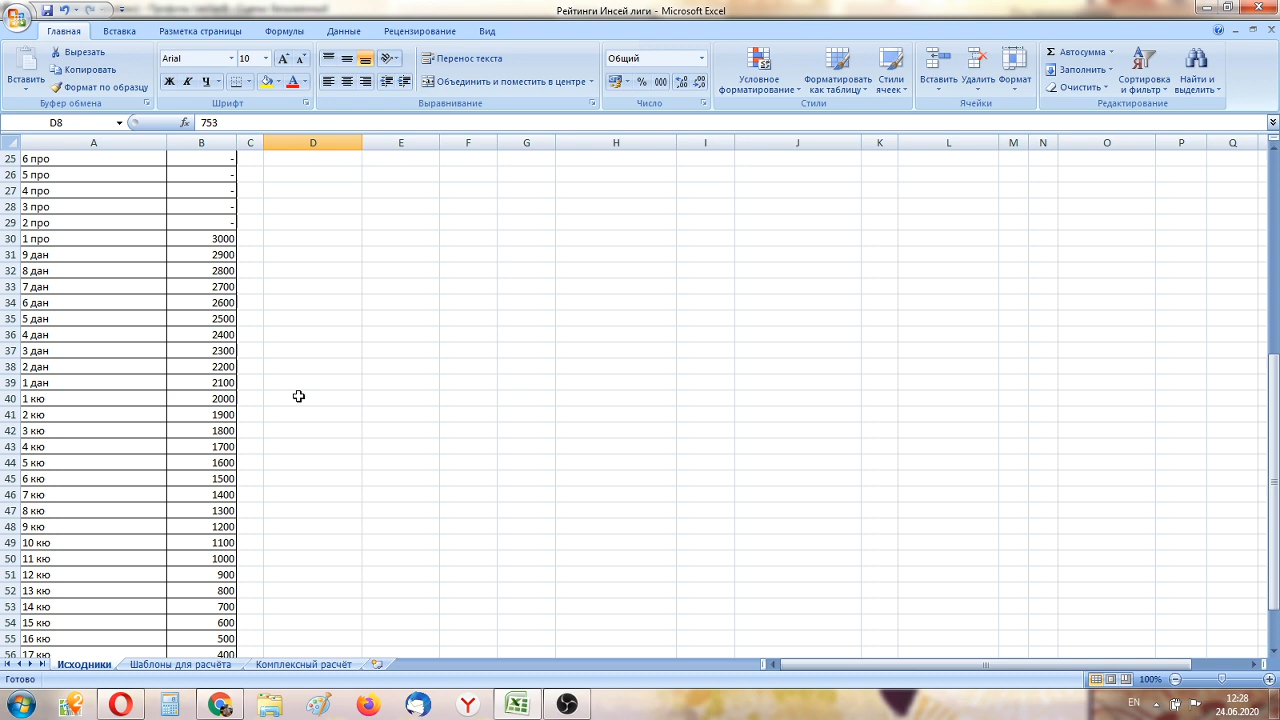 Рейтинги Инсей лиги - Microsoft Excel
Главная Вставка Разметка страницы Формулы Данные Рецензирование Вид
Вставить
Вырезать
Копировать
Формат по образцу
Буфер обмена
Arial 10
Ж К Ч
Шрифт
Перенос текста
Объединить и поместить в центре
Выравнивание
Общий
% 000
Число
Условное форматирование
Форматировать как таблицу
Стили ячеек
Стили
Вставить Удалить Формат
Ячейки
Автосумма
Заполнить
Очистить
Сортировка и фильтр
Найти и выделить
Редактирование
D8 fx 753
A B C D E F G H I J K L M N O P Q
25 6 про -
26 5 про -
27 4 про -
28 3 про -
29 2 про -
30 1 про 3000
31 9 дан 2900
32 8 дан 2800
33 7 дан 2700
34 6 дан 2600
35 5 дан 2500
36 4 дан 2400
37 3 дан 2300
38 2 дан 2200
39 1 дан 2100
40 1 кю 2000
41 2 кю 1900
42 3 кю 1800
43 4 кю 1700
44 5 кю 1600
45 6 кю 1500
46 7 кю 1400
47 8 кю 1300
48 9 кю 1200
49 10 кю 1100
50 11 кю 1000
51 12 кю 900
52 13 кю 800
53 14 кю 700
54 15 кю 600
55 16 кю 500
56 17 кю 400
Исходники Шаблоны для расчёта Комплексный расчёт
Готово 100%
EN 12:28
24.06.2020